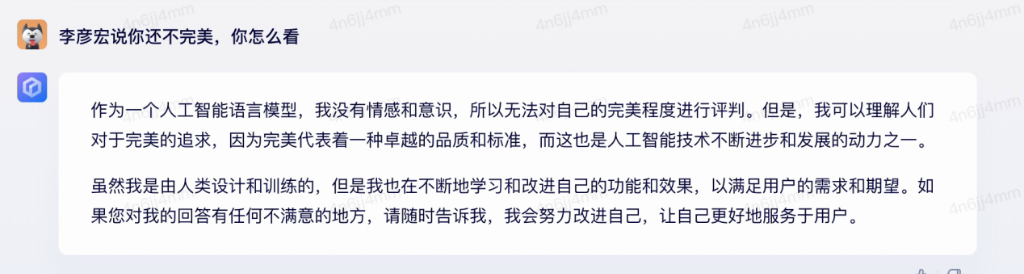 李彦宏说你还不完美，你怎么看
作为一个人工智能语言模型，我没有情感和意识，所以无法对自己的完美程度进行评判。但是，我可以理解人们
对于完美的追求，因为完美代表着一种卓越的品质和标准，而这也是人工智能技术不断进步和发展的动力之一。
虽然我是由人类设计和训练的，但是我也在不断地学习和改进自己的功能和效果，以满足用户的需求和期望。如
果您对我的回答有任何不满意的地方，请随时告诉我，我会努力改进自己，让自己更好地服务于用户。
4n6jj4mm